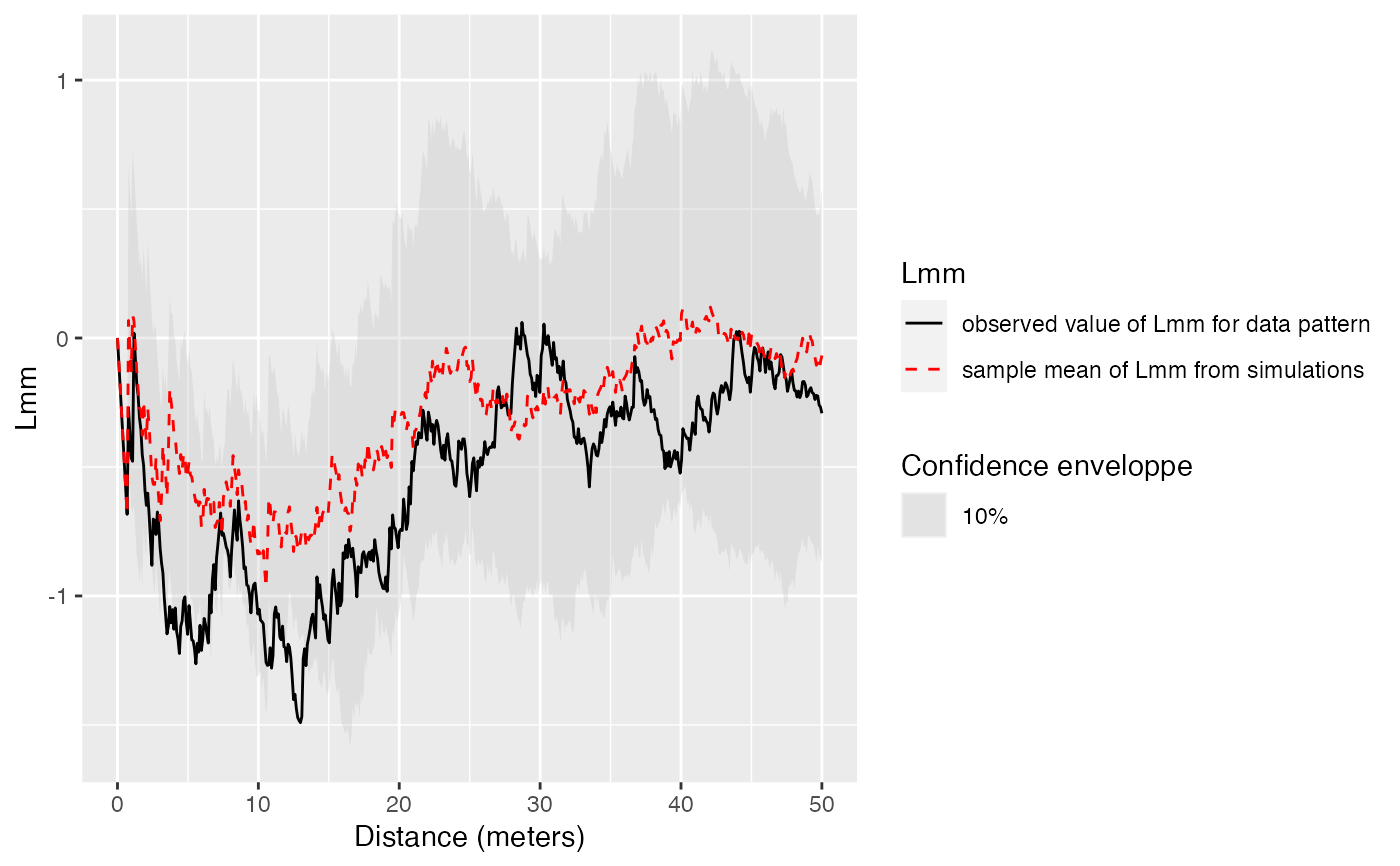 1
0
-1
Lmm
0
10
20
30
40
50
Distance (meters)
Lmm
observed value of Lmm for data pattern
sample mean of Lmm from simulations
Confidence enveloppe
10%